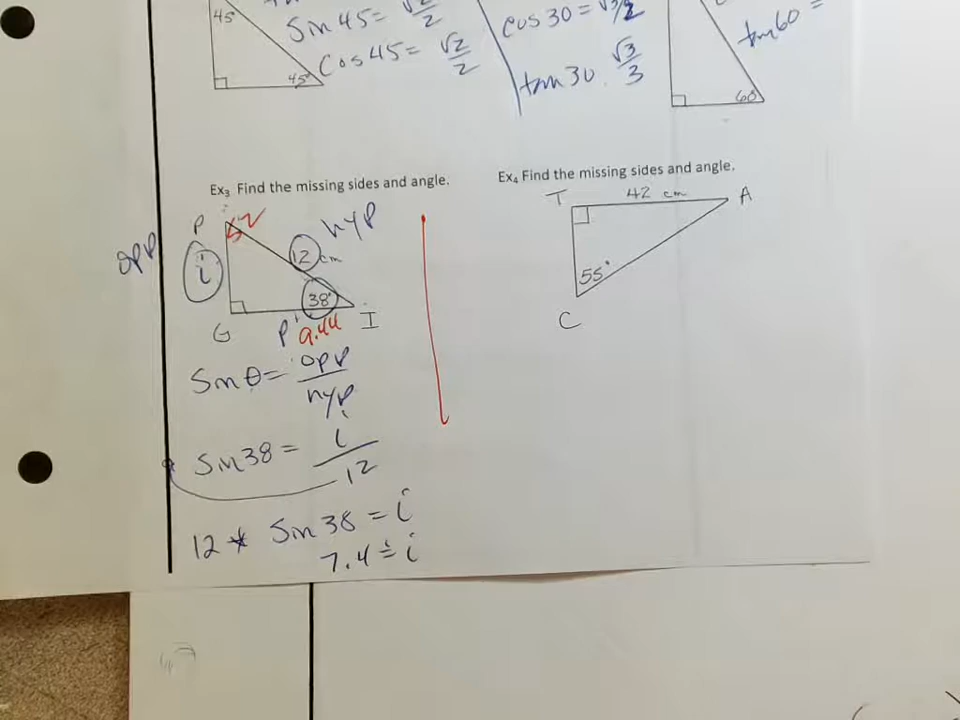 45°
Sin 45 = √2/2
Cos 45 = √2/2
45°
cos 30 = √3/2
tan 30 . √3/3
tan 60 =
60
Ex3 Find the missing sides and angle.
P
52
hyp
opp
i
12 cm
38°
G
P 9.44
I
Sin θ = opp/hyp
Sin 38 = i/12
12 * Sin 38 = i
7.4 ≐ i
Ex4 Find the missing sides and angle.
T
42 cm
A
55°
C